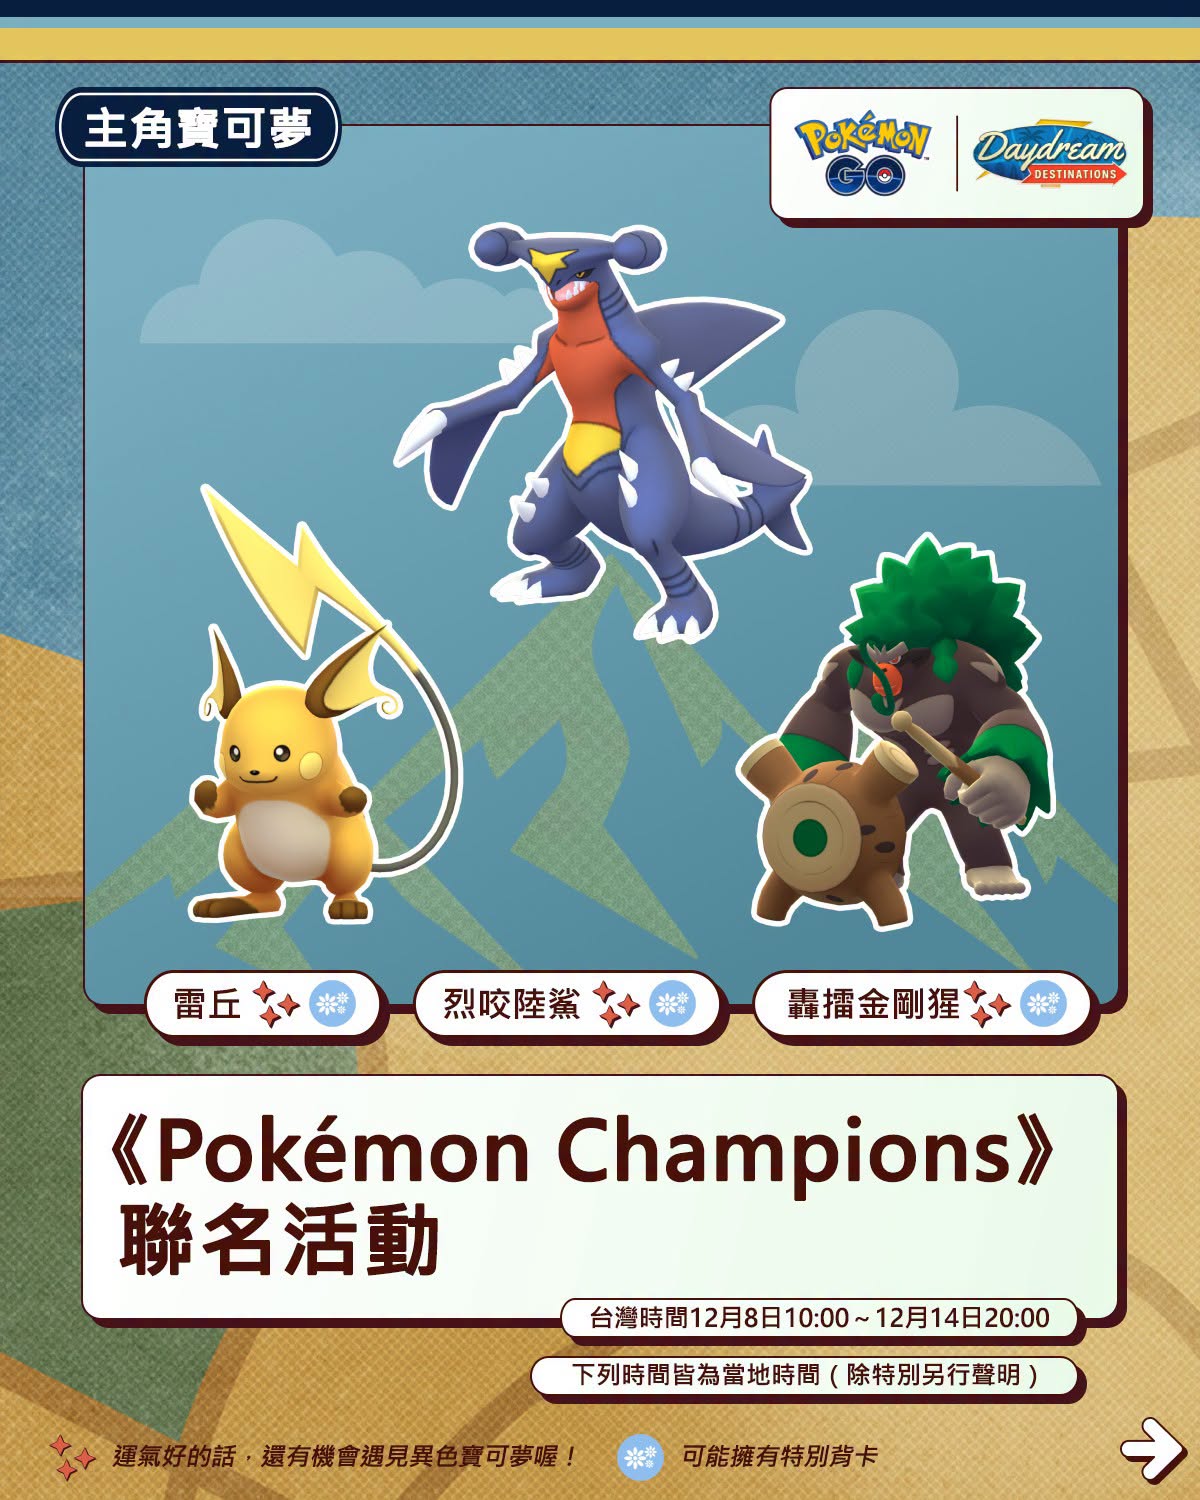 主角寶可夢
POKÉMON
GO
Daydream
DESTINATIONS
雷丘
烈咬陸鯊
轟擂金剛猩
《Pokémon Champions》
聯名活動
台灣時間12月8日10:00～12月14日20:00
下列時間皆為當地時間（除特別另行聲明）
運氣好的話，還有機會遇見異色寶可夢喔！
可能擁有特別背卡